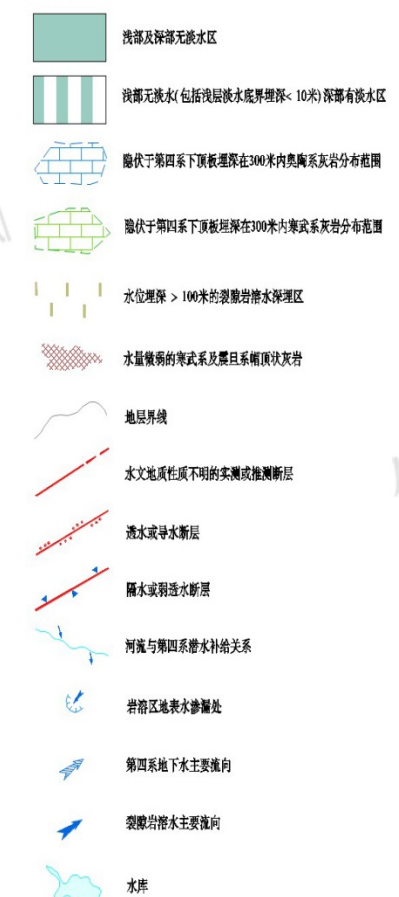 浅部及深部无淡水区
浅部无淡水(包括浅层淡水底界埋深< 10米)深部有淡水区
隐伏于第四系下顶板埋深在300米内奥陶系灰岩分布范围
隐伏于第四系下顶板埋深在300米内寒武系灰岩分布范围
水位埋深 > 100米的裂隙岩溶水深埋区
水量微弱的寒武系及震旦系帽顶状灰岩
地层界线
水文地质性质不明的实测或推测断层
透水或导水断层
隔水或弱透水断层
河流与第四系潜水补给关系
岩溶区地表水渗漏处
第四系地下水主要流向
裂隙岩溶水主要流向
水库